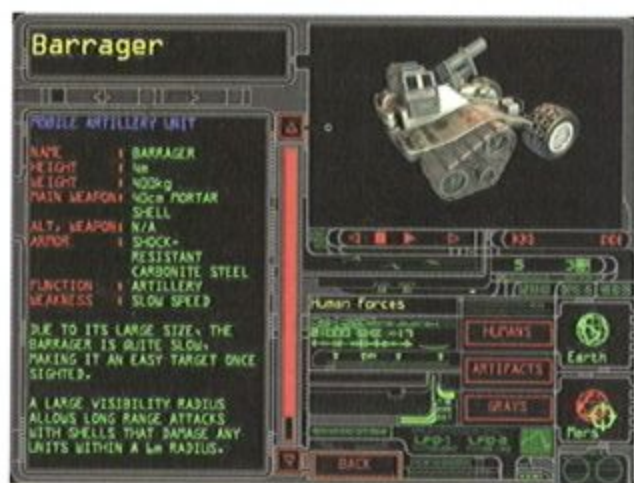 Barrager
MOBILE ARTILLERY UNIT
NAME : BARRAGER
HEIGHT : 4m
WEIGHT : 400kg
MAIN WEAPON: 40cm MORTAR
SHELL
ALT. WEAPON: N/A
ARMOR : SHOCK-
RESISTANT
CARBONITE STEEL
FUNCTION : ARTILLERY
WEAKNESS : SLOW SPEED
DUE TO ITS LARGE SIZE, THE
BARRAGER IS QUITE SLOW,
MAKING IT AN EASY TARGET ONCE
SIGHTED.
A LARGE VISIBILITY RADIUS
ALLOWS LONG RANGE ATTACKS
WITH SHELLS THAT DAMAGE ANY
UNITS WITHIN A 6m RADIUS.
BACK
Human Forces
HUMANS
ARTIFACTS
GRAYS
Earth
Mars